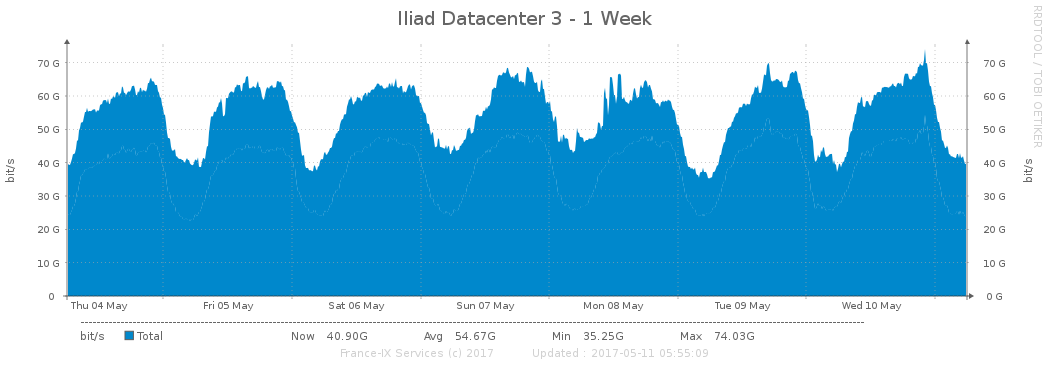 Iliad Datacenter 3 - 1 Week
RRDTOOL / TOBI OETIKER
70 G 70 G
60 G 60 G
50 G 50 G
40 G 40 G
30 G 30 G
20 G 20 G
10 G 10 G
0 0 G
bit/s bit/s
Thu 04 May Fri 05 May Sat 06 May Sun 07 May Mon 08 May Tue 09 May Wed 10 May
bit/s Total Now 40.90G Avg 54.67G Min 35.25G Max 74.03G
France-IX Services (c) 2017 Updated : 2017-05-11 05:55:09